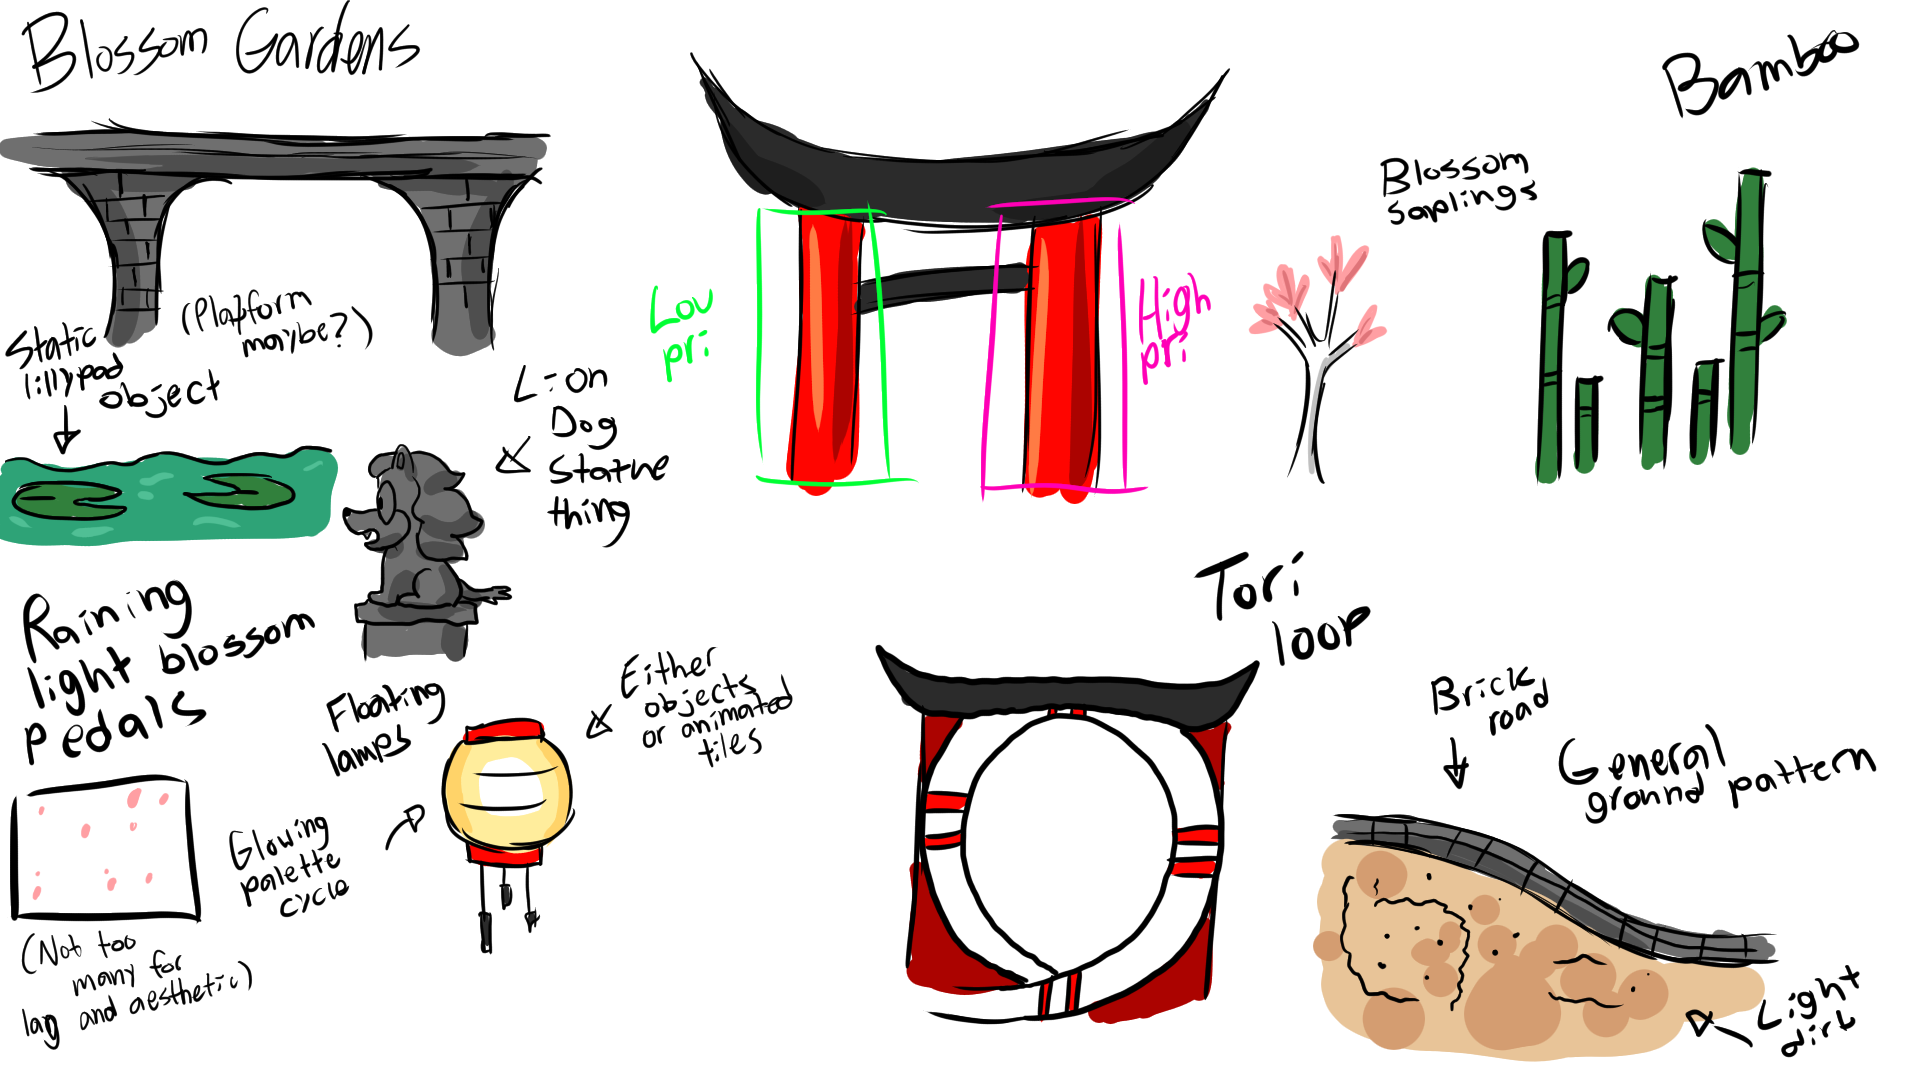 Blossom Gardens
(Platform
maybe?)
Static
lillypad
object
Lion
Dog
Statue
thing
Low
pri
High
pri
Blossom
saplings
Bamboo
Raining
light blossom
pedals
(Not too
many for
lag and aesthetic)
Floating
lamps
Either
objects
or animated
tiles
Glowing
palette
cycle
Tori
loop
Brick
road
General
ground pattern
Light
dirt